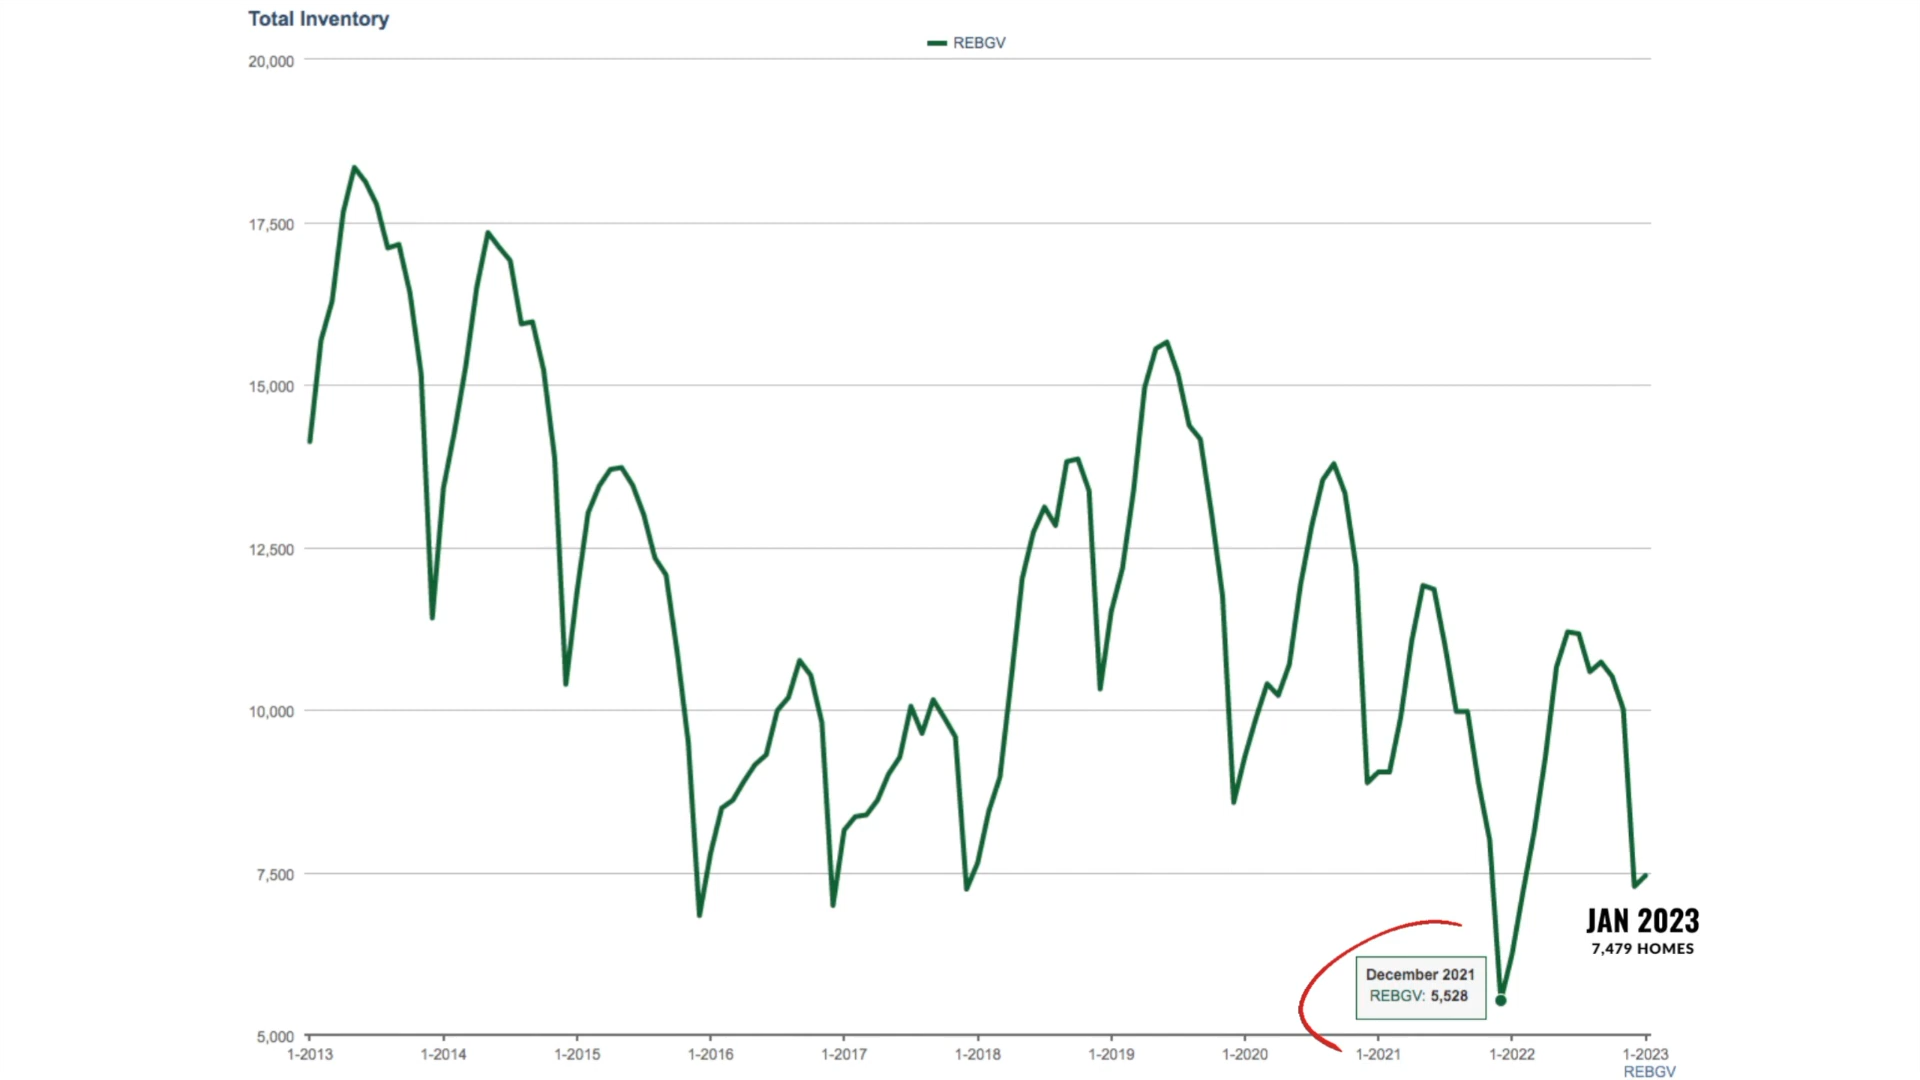 Total Inventory
REBGV
20,000
17,500
15,000
12,500
10,000
7,500
5,000
JAN 2023
7,479 HOMES
December 2021
REBGV: 5,528
1-2013 1-2014 1-2015 1-2016 1-2017 1-2018 1-2019 1-2020 1-2021 1-2022 1-2023
REBGV